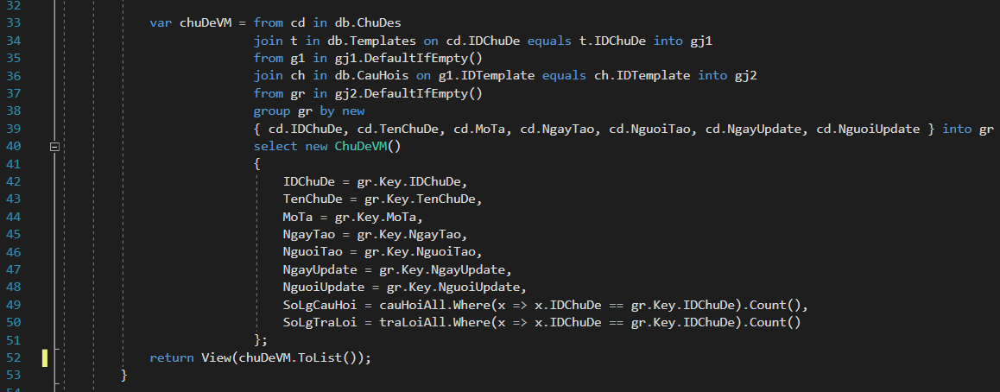 32
33 var chuDeVM = from cd in db.ChuDes
34 join t in db.Templates on cd.IDChuDe equals t.IDChuDe into gj1
35 from g1 in gj1.DefaultIfEmpty()
36 join ch in db.CauHois on g1.IDTemplate equals ch.IDTemplate into gj2
37 from gr in gj2.DefaultIfEmpty()
38 group gr by new
39 { cd.IDChuDe, cd.TenChuDe, cd.MoTa, cd.NgayTao, cd.NguoiTao, cd.NgayUpdate, cd.NguoiUpdate } into gr
40 select new ChuDeVM()
41 {
42 IDChuDe = gr.Key.IDChuDe,
43 TenChuDe = gr.Key.TenChuDe,
44 MoTa = gr.Key.MoTa,
45 NgayTao = gr.Key.NgayTao,
46 NguoiTao = gr.Key.NguoiTao,
47 NgayUpdate = gr.Key.NgayUpdate,
48 NguoiUpdate = gr.Key.NguoiUpdate,
49 SoLgCauHoi = cauHoiAll.Where(x => x.IDChuDe == gr.Key.IDChuDe).Count(),
50 SoLgTraLoi = traLoiAll.Where(x => x.IDChuDe == gr.Key.IDChuDe).Count()
51 };
52 return View(chuDeVM.ToList());
53 }
54